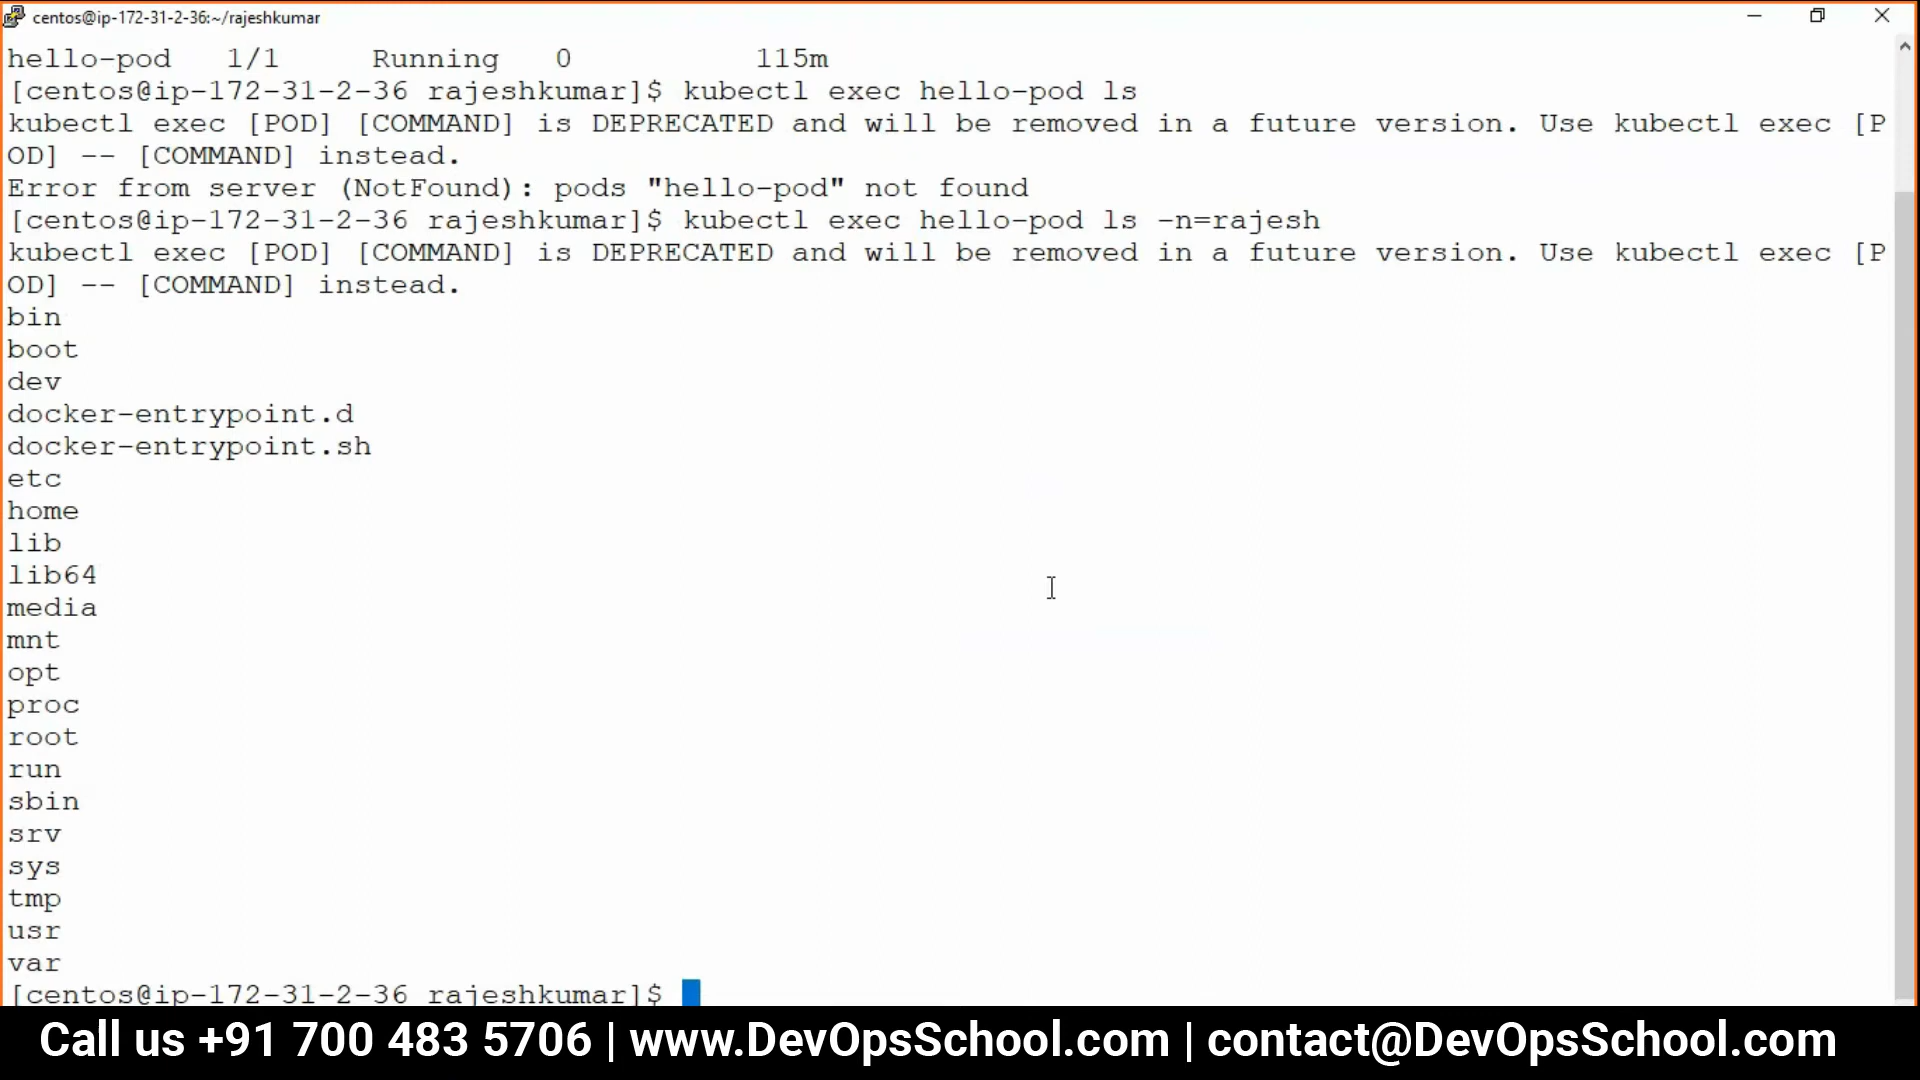 centos@ip-172-31-2-36:~/rajeshkumar
hello-pod   1/1     Running   0          115m
[centos@ip-172-31-2-36 rajeshkumar]$ kubectl exec hello-pod ls
kubectl exec [POD] [COMMAND] is DEPRECATED and will be removed in a future version. Use kubectl exec [P
OD] -- [COMMAND] instead.
Error from server (NotFound): pods "hello-pod" not found
[centos@ip-172-31-2-36 rajeshkumar]$ kubectl exec hello-pod ls -n=rajesh
kubectl exec [POD] [COMMAND] is DEPRECATED and will be removed in a future version. Use kubectl exec [P
OD] -- [COMMAND] instead.
bin
boot
dev
docker-entrypoint.d
docker-entrypoint.sh
etc
home
lib
lib64
media
mnt
opt
proc
root
run
sbin
srv
sys
tmp
usr
var
[centos@ip-172-31-2-36 rajeshkumar]$
Call us +91 700 483 5706 | www.DevOpsSchool.com | contact@DevOpsSchool.com